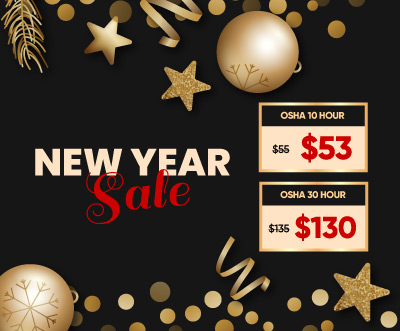 NEW YEAR
Sale
OSHA 10 HOUR
$55 $53
OSHA 30 HOUR
$135 $130